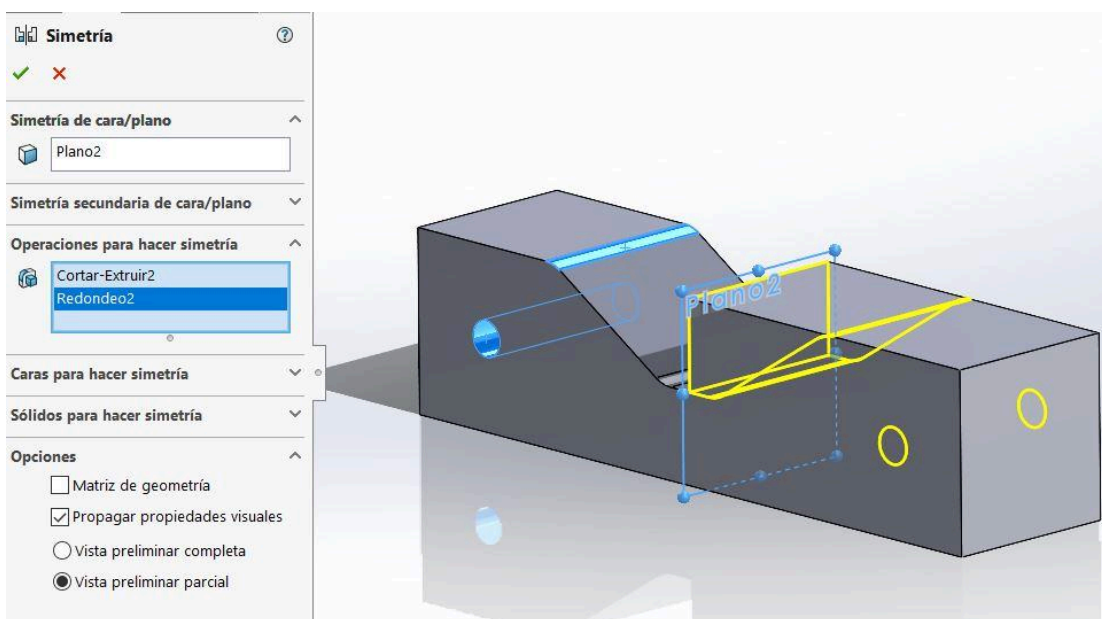 Simetría
Simetría de cara/plano
Plano2
Simetría secundaria de cara/plano
Operaciones para hacer simetría
Cortar-Extruir2
Redondeo2
Caras para hacer simetría
Sólidos para hacer simetría
Opciones
Matriz de geometría
Propagar propiedades visuales
Vista preliminar completa
Vista preliminar parcial
Plano2